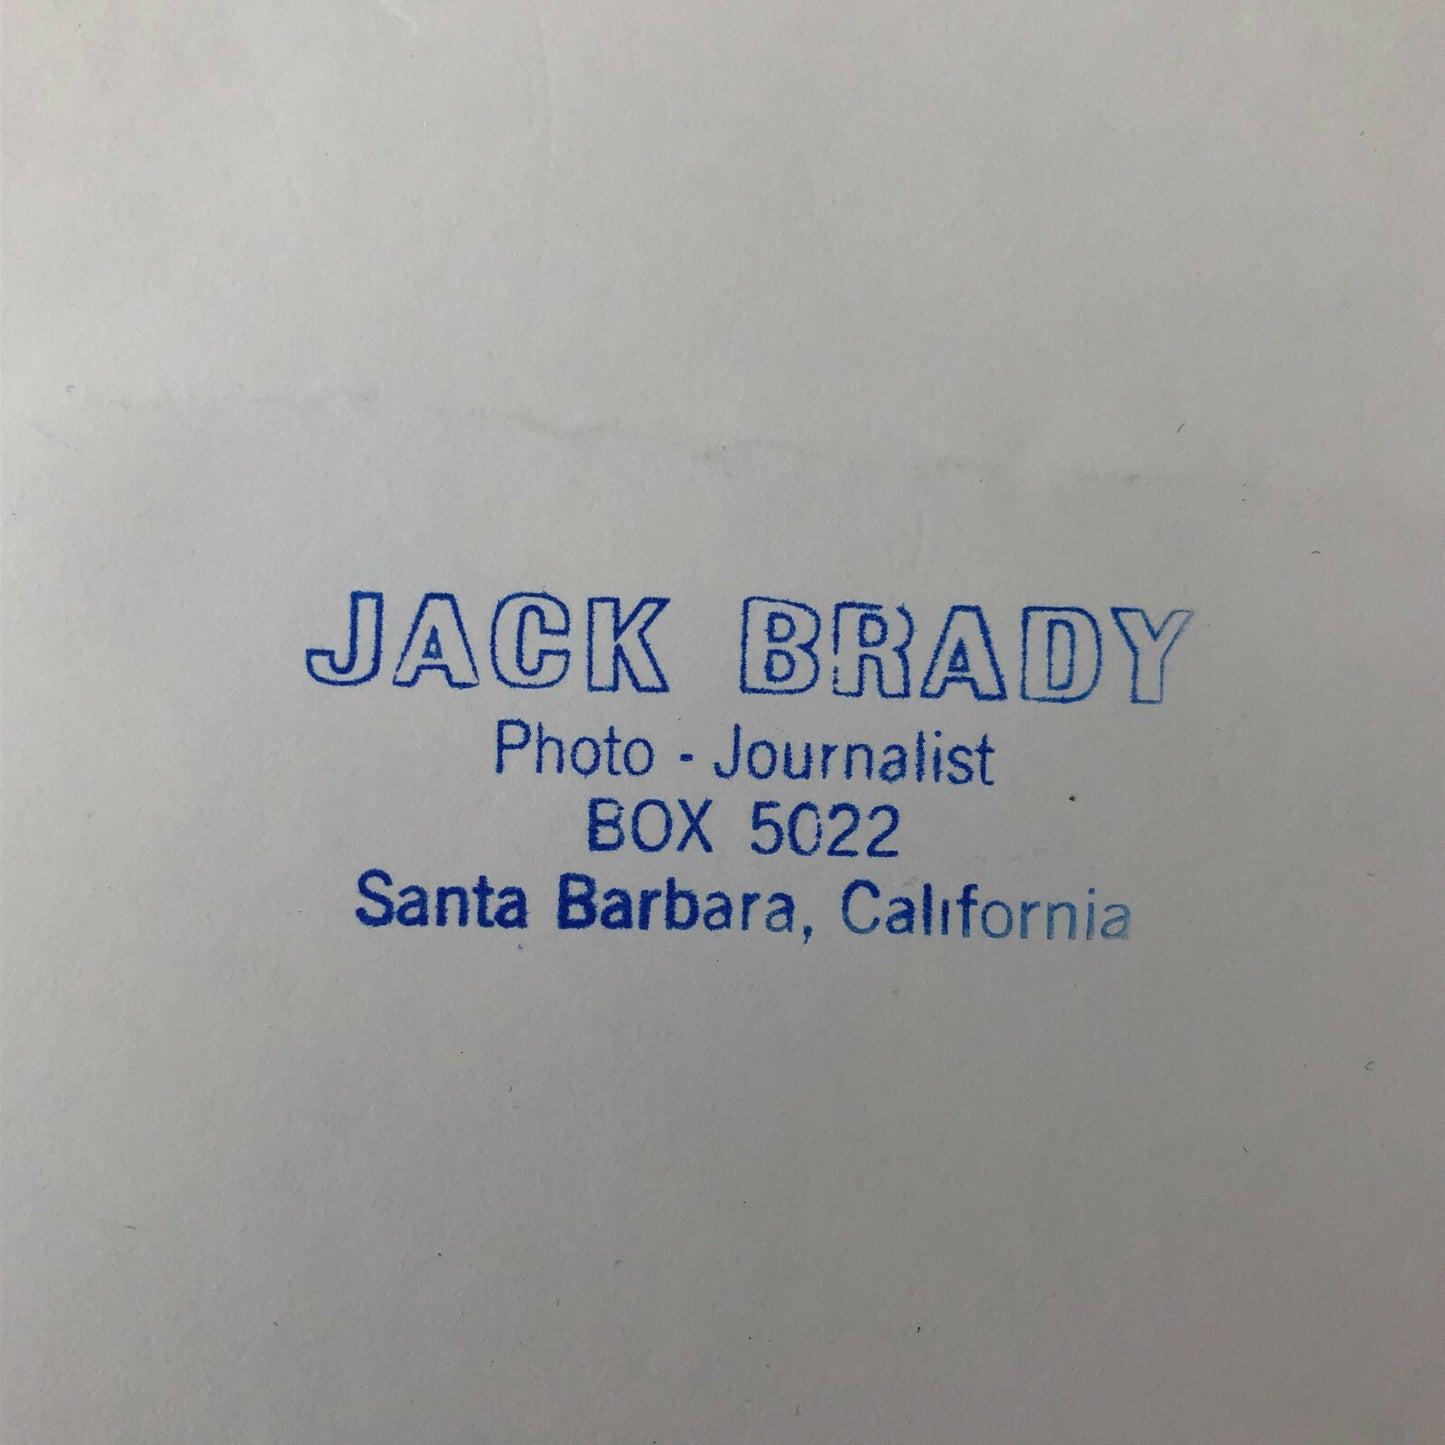 JACK BRADY
Photo - Journalist
BOX 5022
Santa Barbara, California